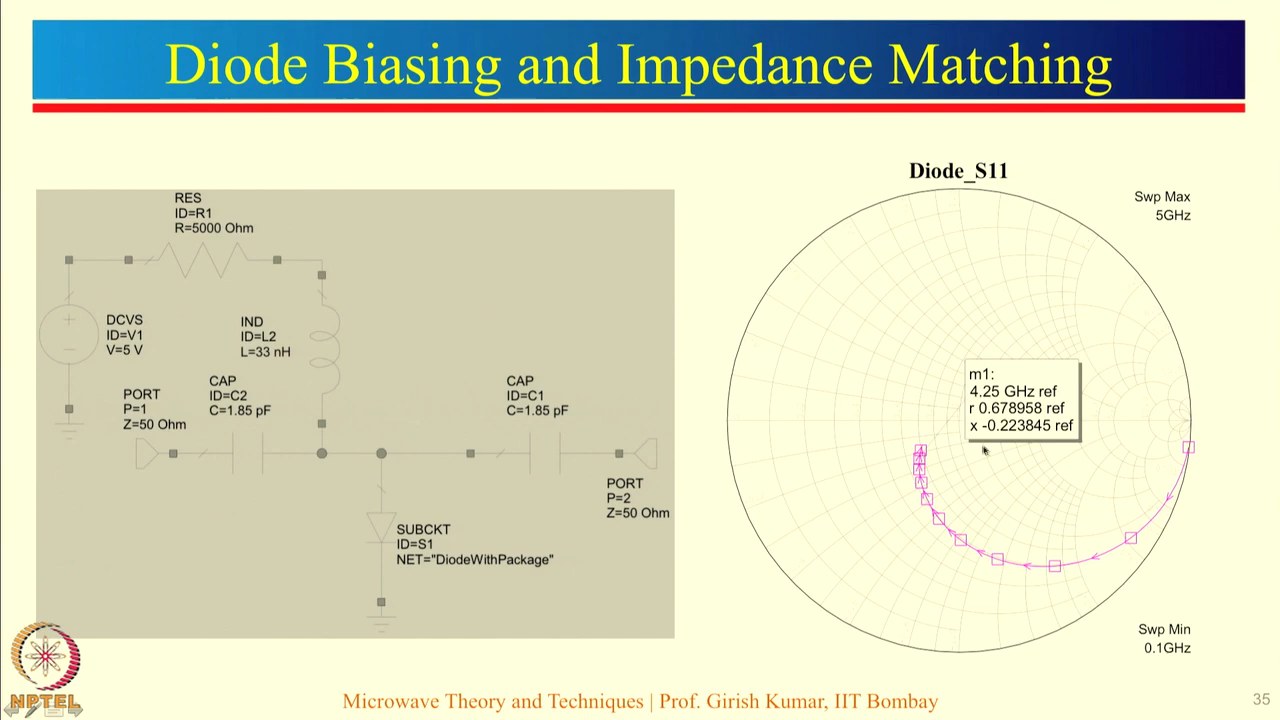 Diode Biasing and Impedance Matching
RES
ID=R1
R=5000 Ohm
DCVS
ID=V1
V=5 V
IND
ID=L2
L=33 nH
PORT
P=1
Z=50 Ohm
CAP
ID=C2
C=1.85 pF
CAP
ID=C1
C=1.85 pF
PORT
P=2
Z=50 Ohm
SUBCKT
ID=S1
NET="DiodeWithPackage"
Diode_S11
Swp Max
5GHz
m1:
4.25 GHz ref
r 0.678958 ref
x -0.223845 ref
Swp Min
0.1GHz
NPTEL
Microwave Theory and Techniques | Prof. Girish Kumar, IIT Bombay
35